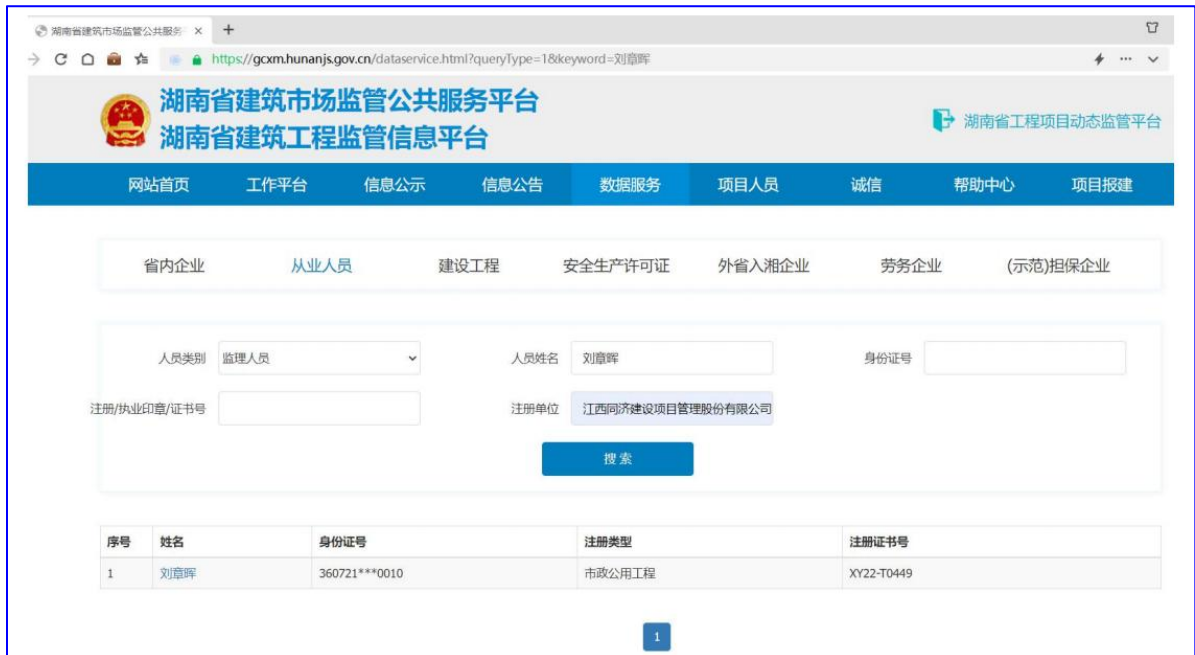 湖南省建筑市场监管公共服务 × +
https://gcxm.hunanjs.gov.cn/dataservice.html?queryType=1&keyword=刘章晖
湖南省建筑市场监管公共服务平台
湖南省建筑工程监管信息平台
湖南省工程项目动态监管平台
网站首页 工作平台 信息公示 信息公告 数据服务 项目人员 诚信 帮助中心 项目报建
省内企业 从业人员 建设工程 安全生产许可证 外省入湘企业 劳务企业 (示范)担保企业
人员类别 监理人员 人员姓名 刘章晖 身份证号
注册/执业印章/证书号 注册单位 江西同济建设项目管理股份有限公司
搜 索
序号 姓名 身份证号 注册类型 注册证书号
1 刘章晖 360721***0010 市政公用工程 XY22-T0449
1